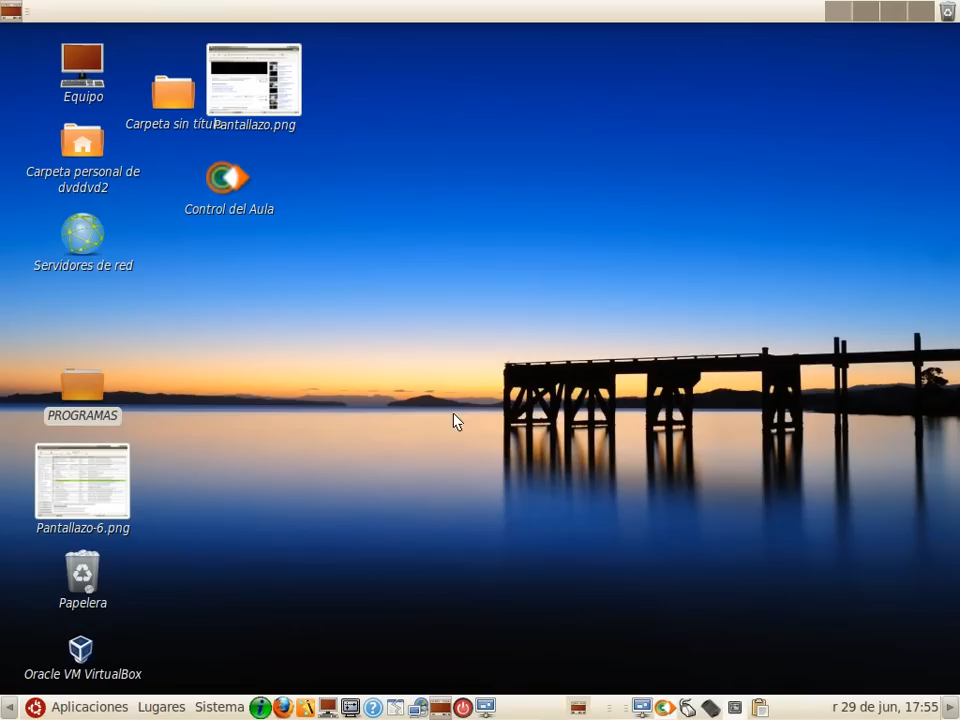 Equipo
Carpeta sin título
Pantallazo.png
Carpeta personal de
dvddvd2
Control del Aula
Servidores de red
PROGRAMAS
Pantallazo-6.png
Papelera
Oracle VM VirtualBox
Aplicaciones Lugares Sistema
r 29 de jun, 17:55